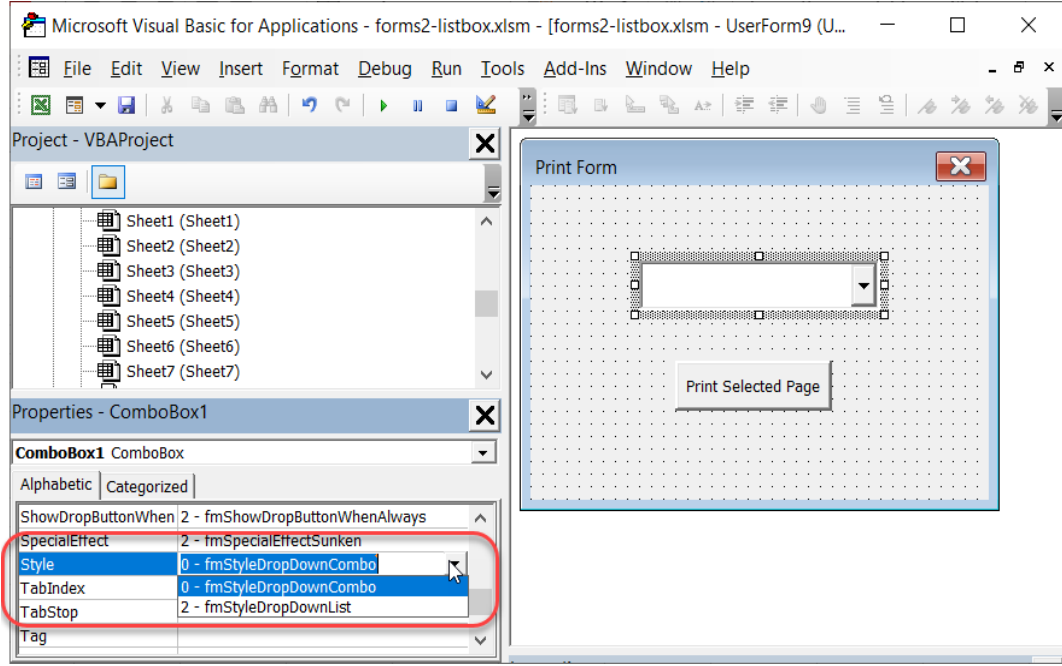 Microsoft Visual Basic for Applications - forms2-listbox.xlsm - [forms2-listbox.xlsm - UserForm9 (U...
File Edit View Insert Format Debug Run Tools Add-Ins Window Help
Project - VBAProject
Sheet1 (Sheet1)
Sheet2 (Sheet2)
Sheet3 (Sheet3)
Sheet4 (Sheet4)
Sheet5 (Sheet5)
Sheet6 (Sheet6)
Sheet7 (Sheet7)
Properties - ComboBox1
ComboBox1 ComboBox
Alphabetic Categorized
ShowDropButtonWhen 2 - fmShowDropButtonWhenAlways
SpecialEffect 2 - fmSpecialEffectSunken
Style 0 - fmStyleDropDownCombo
TabIndex 0 - fmStyleDropDownCombo
TabStop 2 - fmStyleDropDownList
Tag
Print Form
Print Selected Page